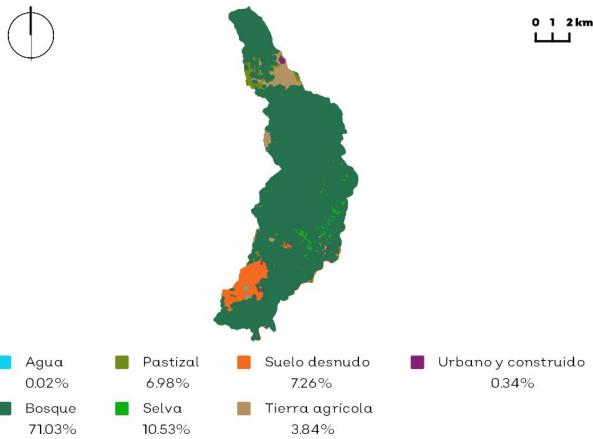 0 1 2 km
Agua Pastizal Suelo desnudo Urbano y construido
0.02% 6.98% 7.26% 0.34%
Bosque Selva Tierra agrícola
71.03% 10.53% 3.84%